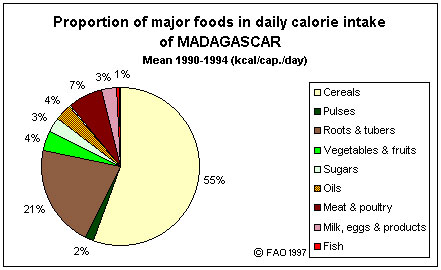 Proportion of major foods in daily calorie intake
of MADAGASCAR
Mean 1990-1994 (kcal/cap./day)
1%
3%
7%
4%
3%
4%
21%
2%
55%
Cereals
Pulses
Roots & tubers
Vegetables & fruits
Sugars
Oils
Meat & poultry
Milk, eggs & products
Fish
© FAO 1997